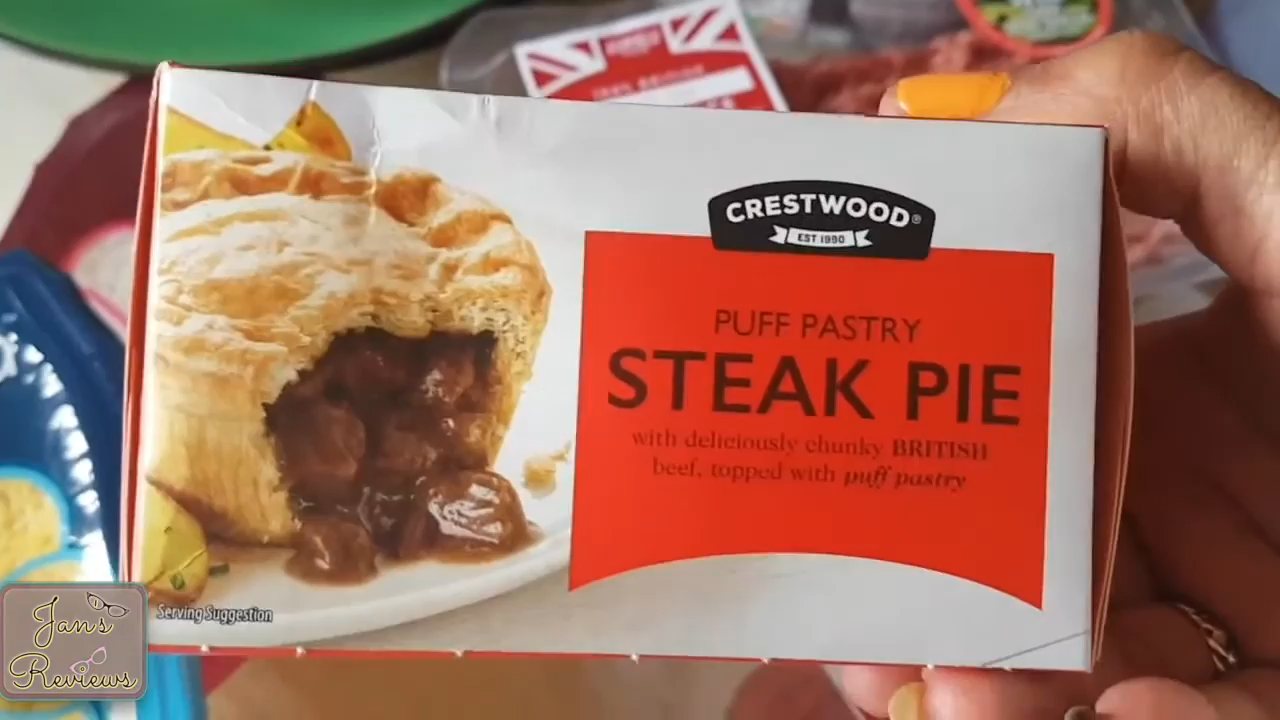 CRESTWOOD®
EST 1990
PUFF PASTRY
STEAK PIE
with deliciously chunky BRITISH
beef, topped with puff pastry
Serving Suggestion
Jan's
Reviews